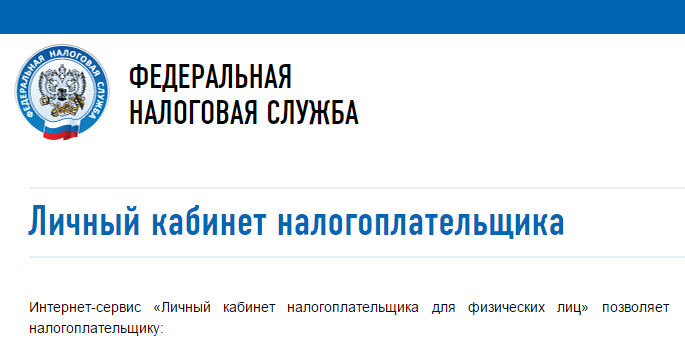 ФЕДЕРАЛЬНАЯ НАЛОГОВАЯ СЛУЖБА
ФЕДЕРАЛЬНАЯ
НАЛОГОВАЯ СЛУЖБА
Личный кабинет налогоплательщика
Интернет-сервис «Личный кабинет налогоплательщика для физических лиц» позволяет
налогоплательщику: